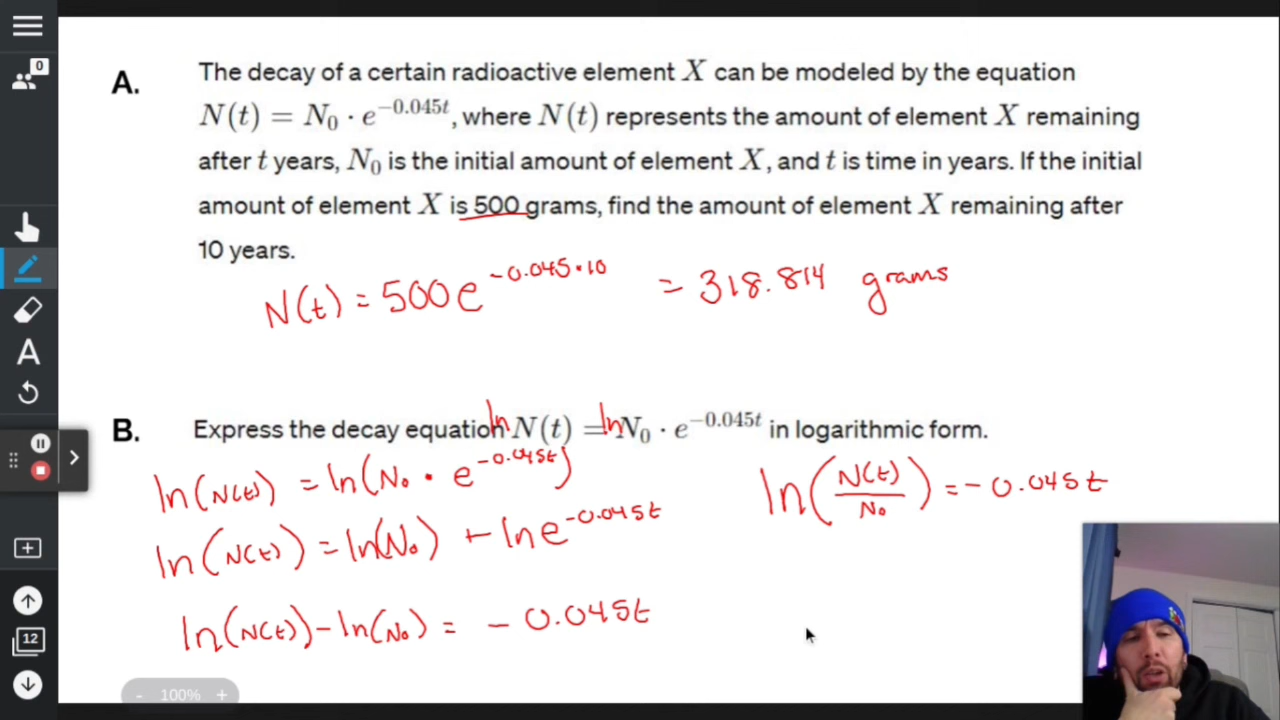 0
A.
The decay of a certain radioactive element X can be modeled by the equation
N(t) = N₀ · e^{−0.045t}, where N(t) represents the amount of element X remaining
after t years, N₀ is the initial amount of element X, and t is time in years. If the initial
amount of element X is 500 grams, find the amount of element X remaining after
10 years.
N(t) = 500e^{−0.045·10} = 318.814 grams
B.
Express the decay equation ln N(t) = ln N₀ · e^{−0.045t} in logarithmic form.
ln(N(t)) = ln(N₀ · e^{−0.045t})
ln(N(t)) = ln(N₀) + ln e^{−0.045t}
ln(N(t)) − ln(N₀) = −0.045t
ln(N(t)/N₀) = −0.045t
A
12
- 100% +